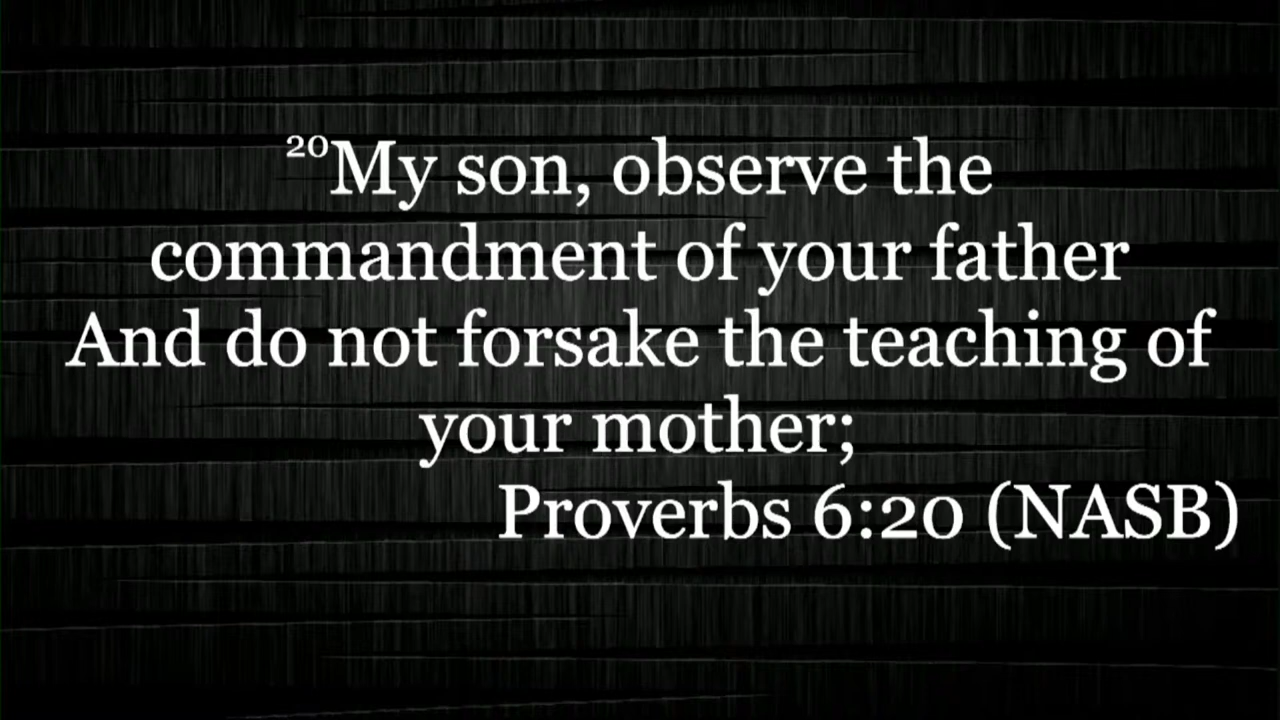 ²⁰My son, observe the
commandment of your father
And do not forsake the teaching of
your mother;
Proverbs 6:20 (NASB)